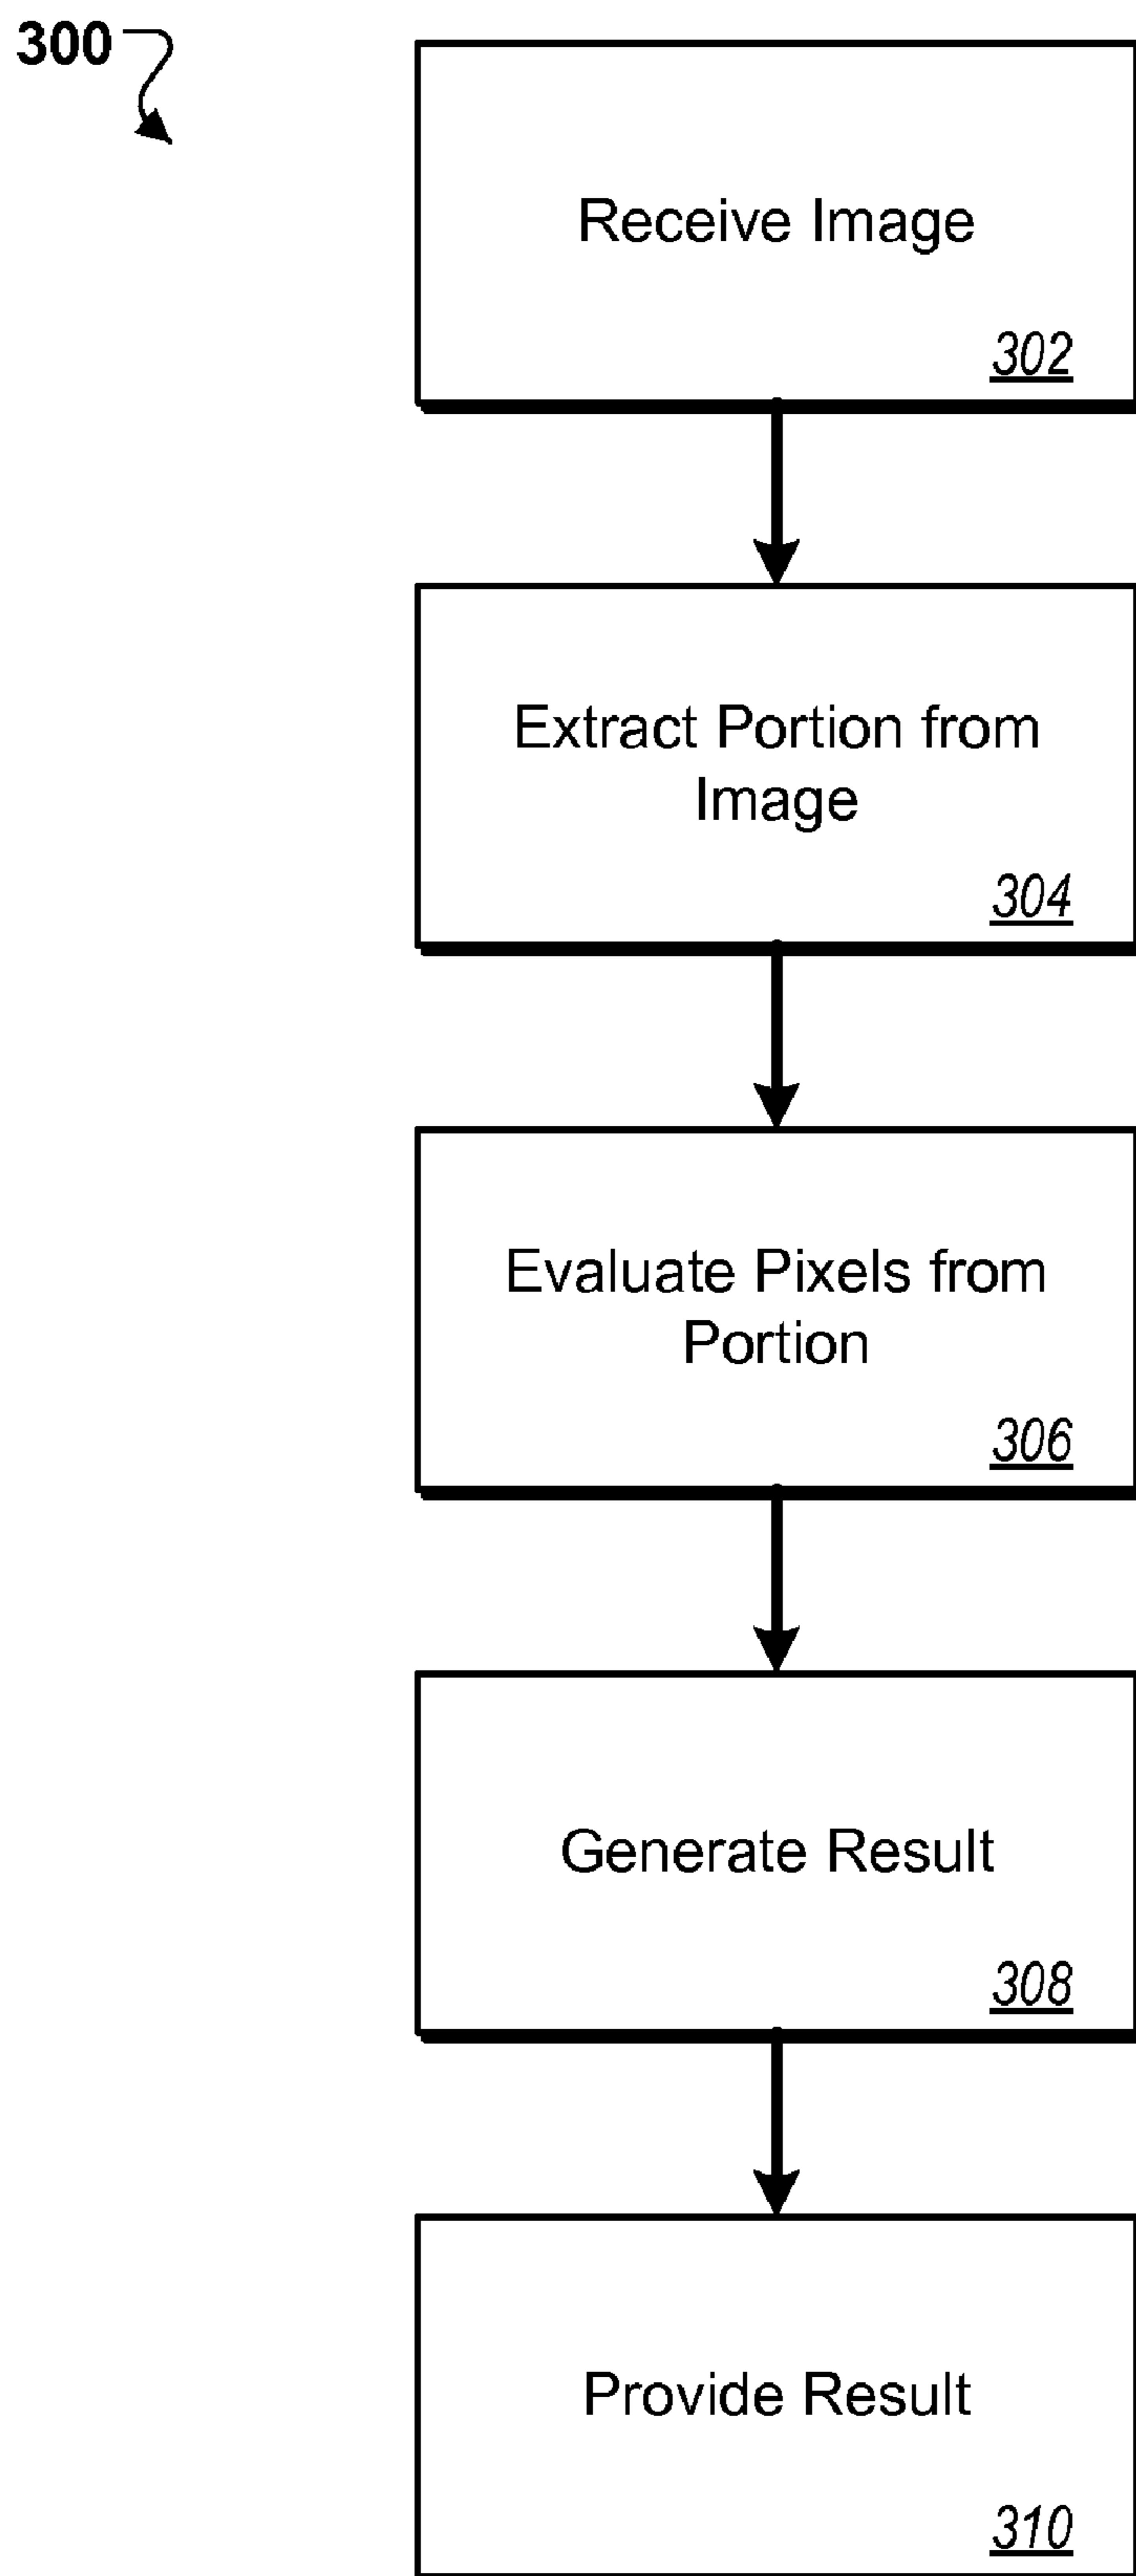 300
Receive Image
302
Extract Portion from
Image
304
Evaluate Pixels from
Portion
306
Generate Result
308
Provide Result
310